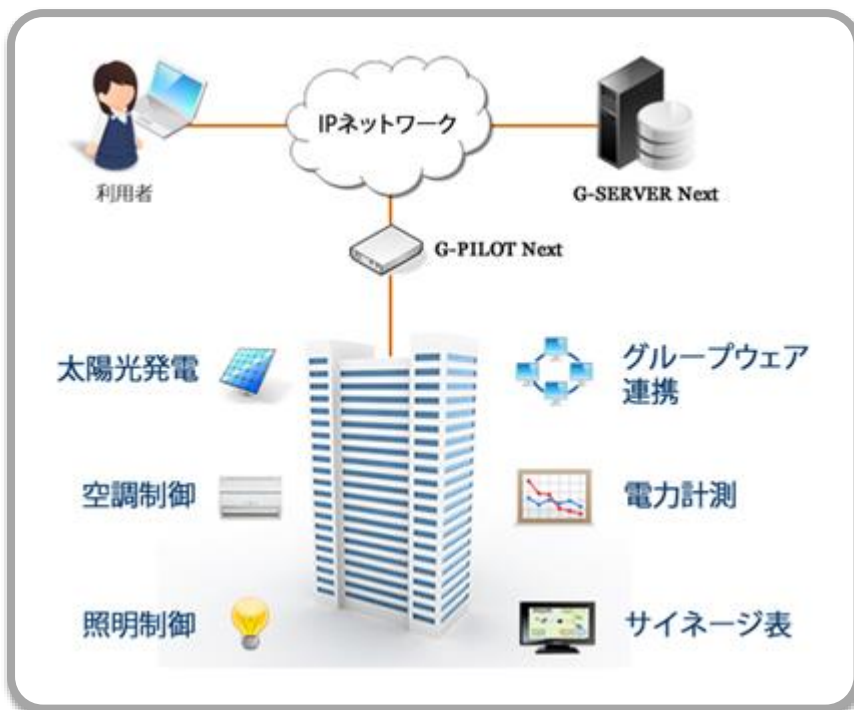 IPネットワーク
利用者
G-SERVER Next
G-PILOT Next
太陽光発電
グループウェア
連携
空調制御
電力計測
照明制御
サイネージ表